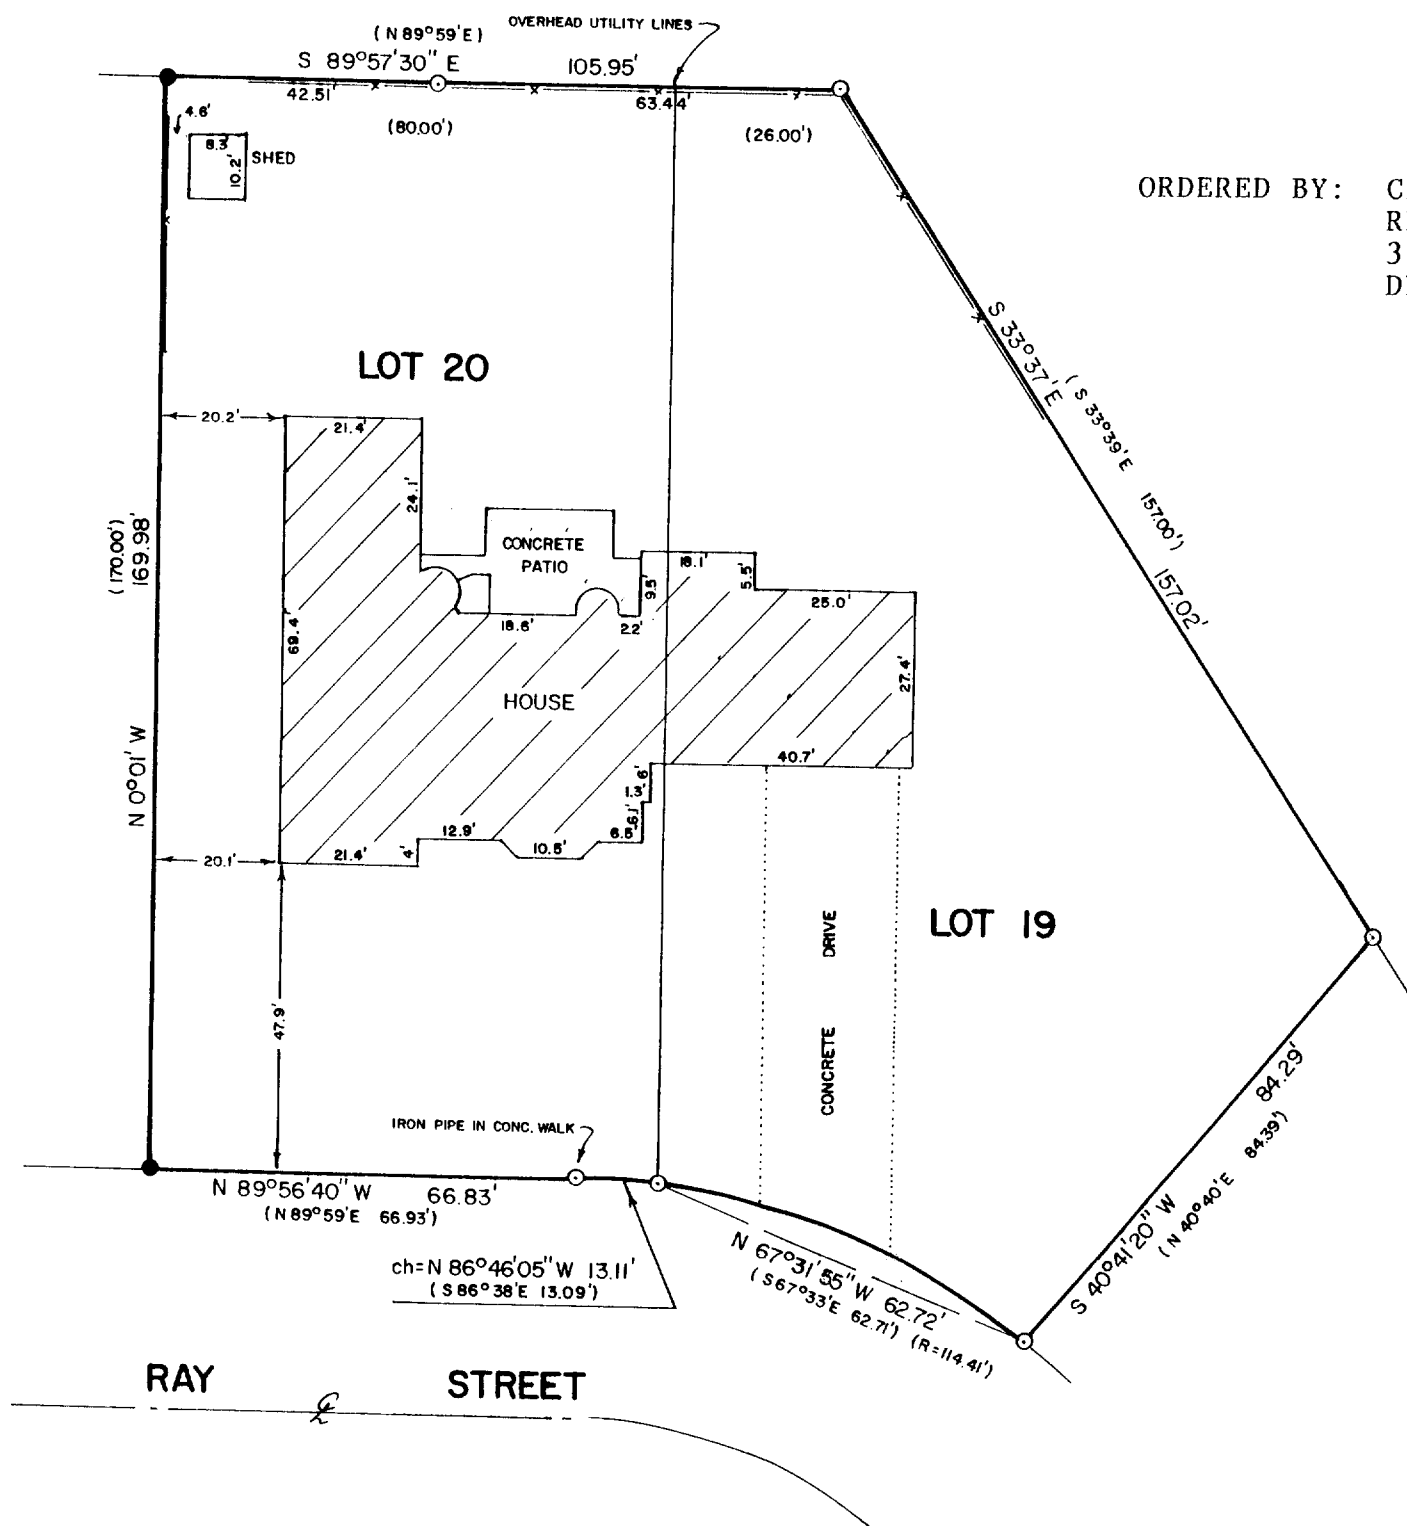 OVERHEAD UTILITY LINES
(N 89°59'E)
S 89°57'30" E 105.95'
42.51' 63.44'
(80.00') (26.00')
4.6'
8.3'
10.2'
SHED
ORDERED BY: C
R
3
D
S 33°37'E
157.02'
(S 33°39'E 157.00')
LOT 20
20.2'
21.4'
24.1'
CONCRETE
PATIO
18.1'
5.5'
9.5'
25.0'
18.6'
2.2'
(170.00')
169.98'
N 0°01' W
69.4'
27.4'
HOUSE
40.7'
.6'
1.3'
6.1'
6.5'
12.9'
10.5'
4'
21.4'
20.1'
LOT 19
CONCRETE DRIVE
47.9'
IRON PIPE IN CONC. WALK
N 89°56'40" W 66.83'
(N 89°59'E 66.93')
ch=N 86°46'05" W 13.11'
(S 86°38'E 13.09')
N 67°31'55" W 62.72'
(S 67°33'E 62.71') (R=114.41')
S 40°41'20" W 84.29'
(N 40°40'E 84.39')
RAY STREET